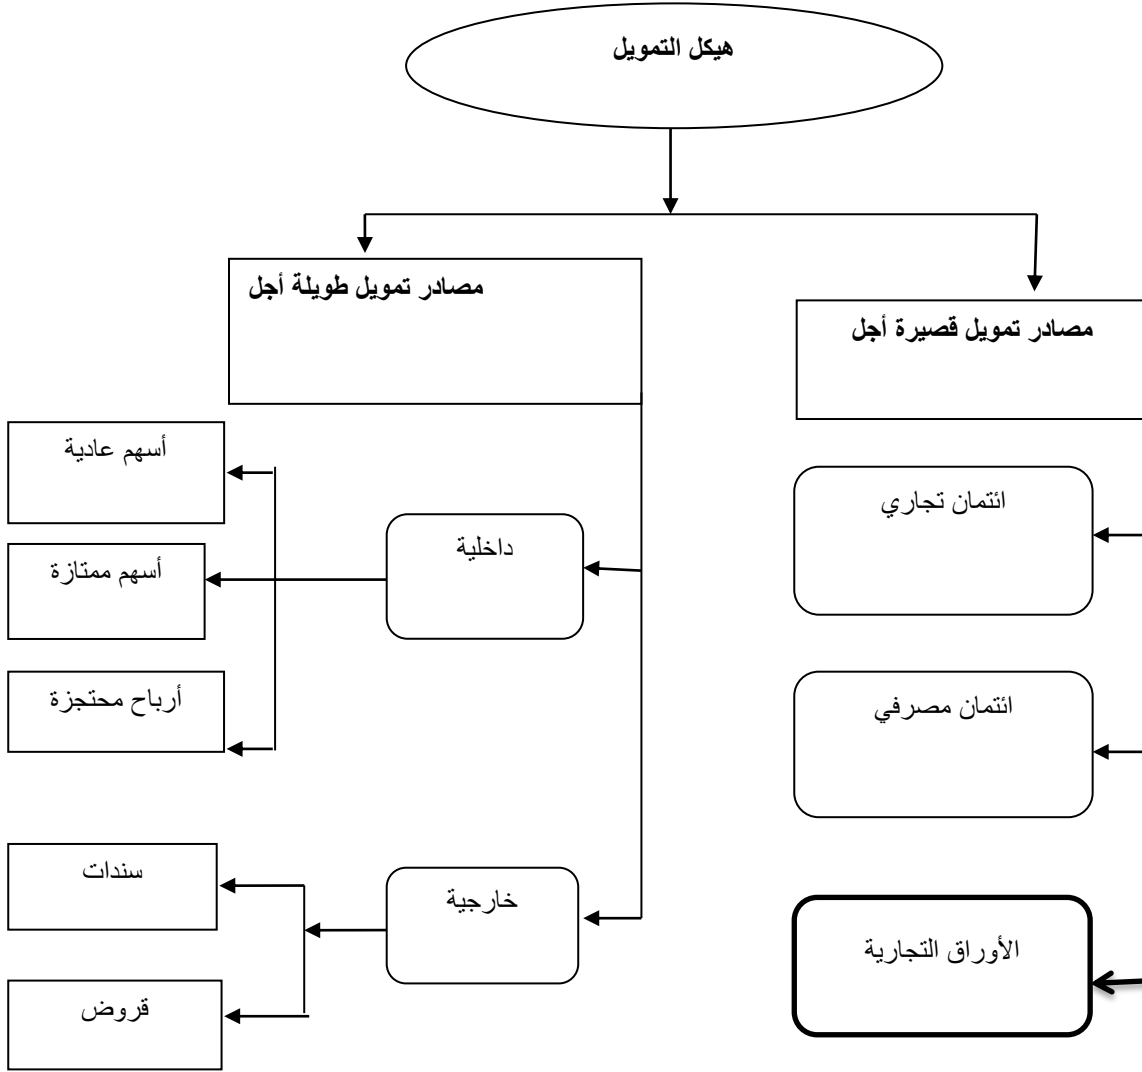 هيكل التمويل
مصادر تمويل قصيرة أجل
مصادر تمويل طويلة أجل
ائتمان تجاري
ائتمان مصرفي
الأوراق التجارية
داخلية
أسهم عادية
أسهم ممتازة
أرباح محتجزة
خارجية
سندات
قروض